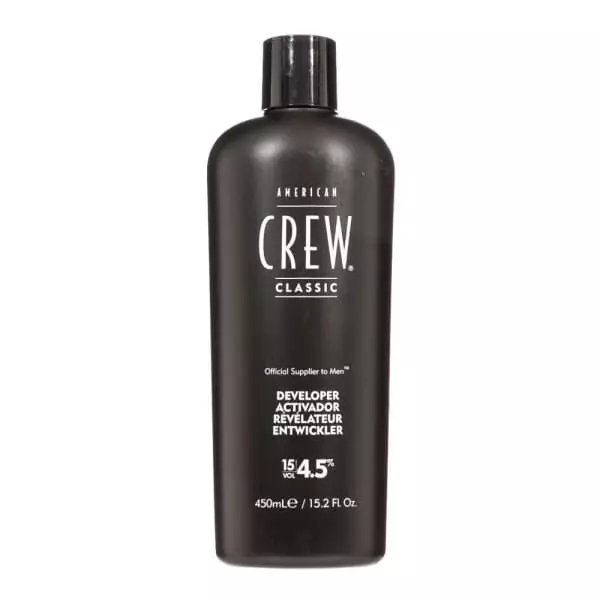 AMERICAN
CREW®
CLASSIC
Official Supplier to Men™
DEVELOPER
ACTIVADOR
RÉVÉLATEUR
ENTWICKLER
15 VOL 4.5%
450mL℮ / 15.2 Fl. Oz.